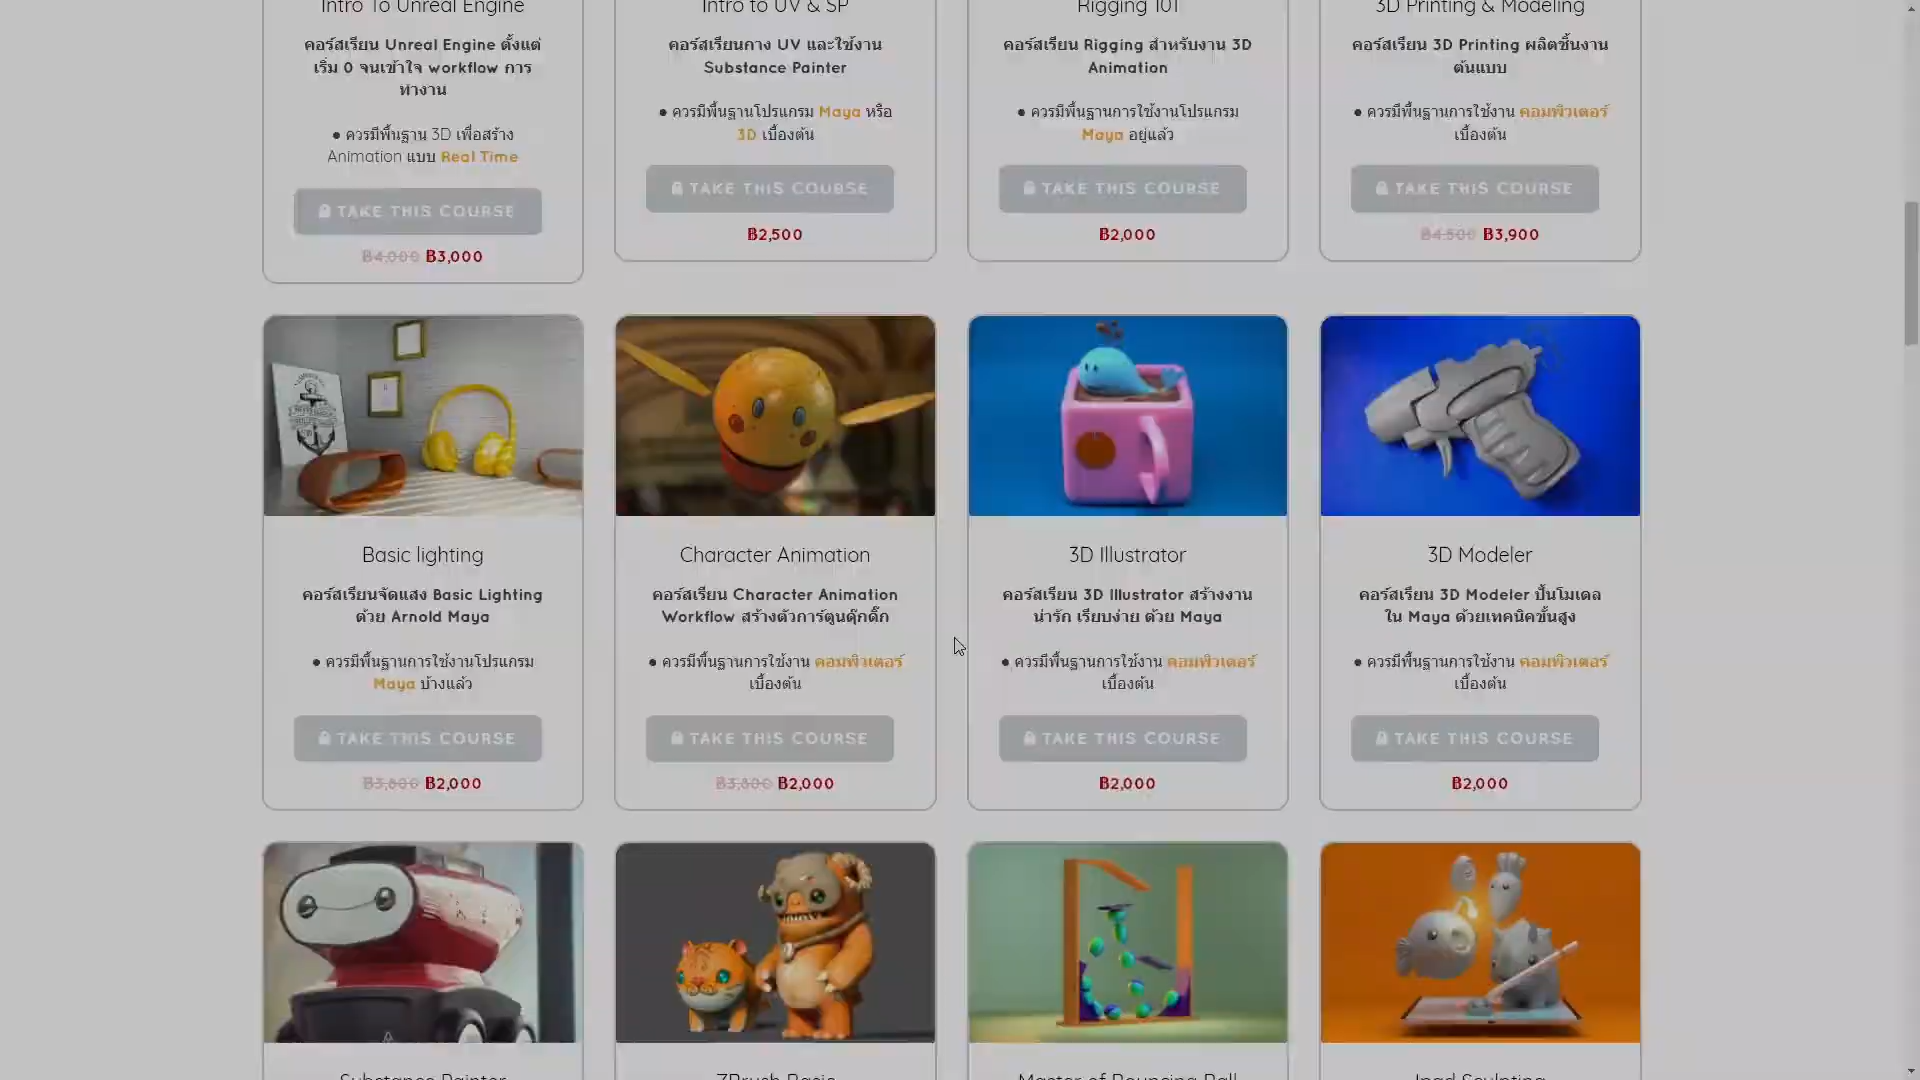 Intro To Unreal Engine
คอร์สเรียน Unreal Engine ตั้งแต่
เริ่ม 0 จนเข้าใจ workflow การ
ทำงาน
● ควรมีพื้นฐาน 3D เพื่อสร้าง
Animation แบบ Real Time
TAKE THIS COURSE
฿4,000 ฿3,000
Intro to UV & SP
คอร์สเรียนกาง UV และใช้งาน
Substance Painter
● ควรมีพื้นฐานโปรแกรม Maya หรือ
3D เบื้องต้น
TAKE THIS COURSE
฿2,500
Rigging 101
คอร์สเรียน Rigging สำหรับงาน 3D
Animation
● ควรมีพื้นฐานการใช้งานโปรแกรม
Maya อยู่แล้ว
TAKE THIS COURSE
฿2,000
3D Printing & Modeling
คอร์สเรียน 3D Printing ผลิตชิ้นงาน
ต้นแบบ
● ควรมีพื้นฐานการใช้งาน คอมพิวเตอร์
เบื้องต้น
TAKE THIS COURSE
฿4,500 ฿3,900
Basic lighting
คอร์สเรียนจัดแสง Basic Lighting
ด้วย Arnold Maya
● ควรมีพื้นฐานการใช้งานโปรแกรม
Maya บ้างแล้ว
TAKE THIS COURSE
฿3,800 ฿2,000
Character Animation
คอร์สเรียน Character Animation
Workflow สร้างตัวการ์ตูนดุ๊กดิ๊ก
● ควรมีพื้นฐานการใช้งาน คอมพิวเตอร์
เบื้องต้น
TAKE THIS COURSE
฿3,800 ฿2,000
3D Illustrator
คอร์สเรียน 3D Illustrator สร้างงาน
น่ารัก เรียบง่าย ด้วย Maya
● ควรมีพื้นฐานการใช้งาน คอมพิวเตอร์
เบื้องต้น
TAKE THIS COURSE
฿2,000
3D Modeler
คอร์สเรียน 3D Modeler ปั้นโมเดล
ใน Maya ด้วยเทคนิคขั้นสูง
● ควรมีพื้นฐานการใช้งาน คอมพิวเตอร์
เบื้องต้น
TAKE THIS COURSE
฿2,000
Substance Painter
ZBrush Basic
Master of Bouncing Ball
Ipad Sculpting